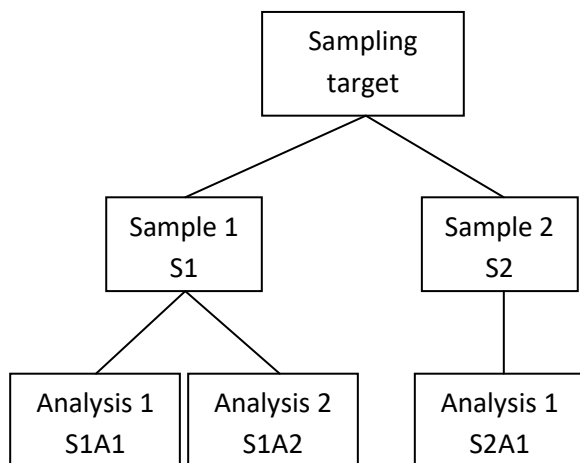 Sampling
target
Sample 1
S1
Sample 2
S2
Analysis 1
S1A1
Analysis 2
S1A2
Analysis 1
S2A1